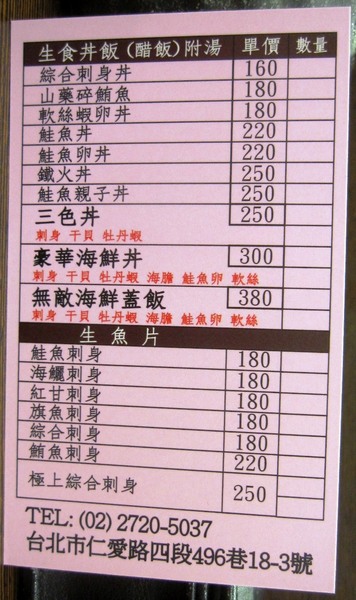 生食丼飯(醋飯)附湯 單價 數量
綜合刺身丼 160
山藥碎鮪魚 180
軟絲蝦卵丼 180
鮭魚丼 220
鮭魚卵丼 220
鐵火丼 250
鮭魚親子丼 250
三色丼 250
刺身 干貝 牡丹蝦
豪華海鮮丼 300
刺身 干貝 牡丹蝦 海膽 鮭魚卵 軟絲
無敵海鮮蓋飯 380
刺身 干貝 牡丹蝦 海膽 鮭魚卵 軟絲
生魚片
鮭魚刺身 180
海鱺刺身 180
紅甘刺身 180
旗魚刺身 180
綜合刺身 180
鮪魚刺身 220
極上綜合刺身 250
TEL: (02) 2720-5037
台北市仁愛路四段496巷18-3號